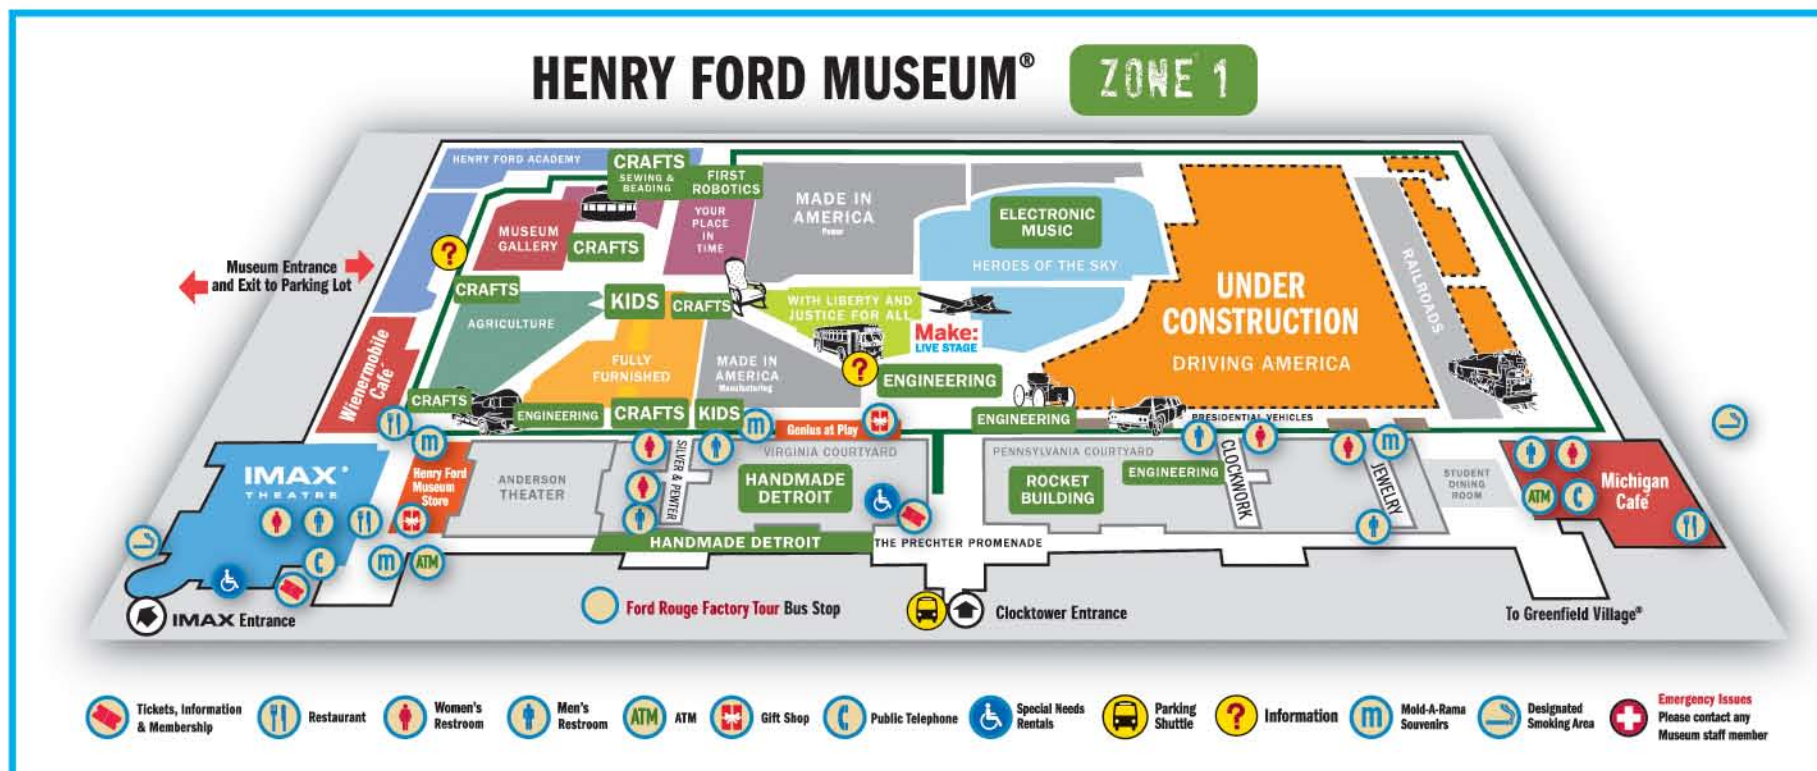 HENRY FORD MUSEUM®
ZONE 1
HENRY FORD ACADEMY
CRAFTS
SEWING &
BEADING
FIRST
ROBOTICS
MUSEUM
GALLERY
CRAFTS
YOUR
PLACE
IN
TIME
MADE IN
AMERICA
Power
ELECTRONIC
MUSIC
HEROES OF THE SKY
UNDER
CONSTRUCTION
DRIVING AMERICA
RAILROADS
?
Museum Entrance
and Exit to Parking Lot
CRAFTS
AGRICULTURE
KIDS
CRAFTS
WITH LIBERTY AND
JUSTICE FOR ALL
Make:
LIVE STAGE
Wienermobile
Café
FULLY
FURNISHED
MADE IN
AMERICA
Manufacturing
?
ENGINEERING
CRAFTS
ENGINEERING
CRAFTS
KIDS
m
m
Genius at Play
ENGINEERING
PRESIDENTIAL VEHICLES
m
IMAX®
THEATRE
Henry Ford
Museum
Store
ANDERSON
THEATER
SILVER & PEWTER
VIRGINIA COURTYARD
HANDMADE
DETROIT
PENNSYLVANIA COURTYARD
ROCKET
BUILDING
ENGINEERING
CLOCKWORK
JEWELRY
STUDENT
DINING
ROOM
ATM
Michigan
Café
HANDMADE DETROIT
THE PRECHTER PROMENADE
m
ATM
IMAX Entrance
Ford Rouge Factory Tour Bus Stop
Clocktower Entrance
To Greenfield Village®
Tickets, Information
& Membership
Restaurant
Women's
Restroom
Men's
Restroom
ATM
ATM
Gift Shop
Public Telephone
Special Needs
Rentals
Parking
Shuttle
?
Information
m
Mold-A-Rama
Souvenirs
Designated
Smoking Area
Emergency Issues
Please contact any
Museum staff member